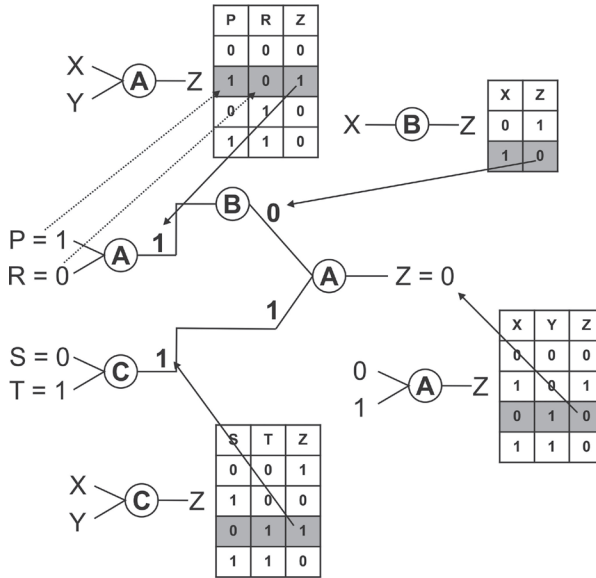 P R Z
0 0 0
1 0 1
0 1 0
1 1 0
X
Y
A
Z
X B Z
X Z
0 1
1 0
P = 1
R = 0
A
1
B
0
A
Z = 0
1
S = 0
T = 1
C
1
0
1
A
Z
X Y Z
0 0 0
1 0 1
0 1 0
1 1 0
X
Y
C
Z
S T Z
0 0 1
1 0 0
0 1 1
1 1 0